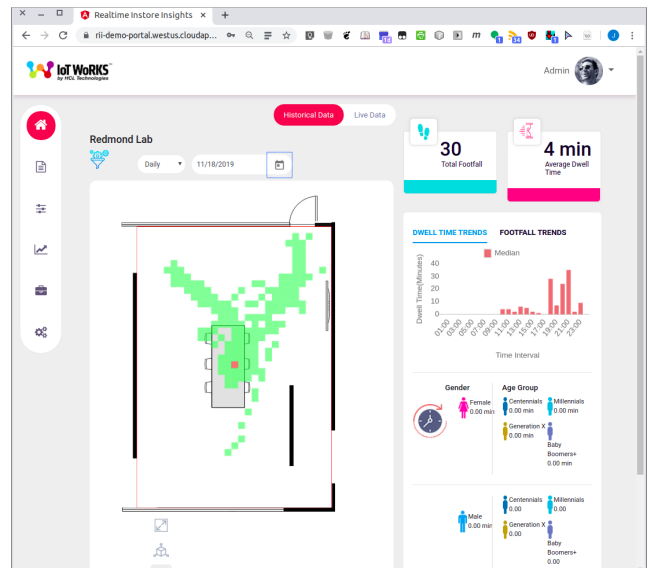 Realtime Instore Insights
rii-demo-portal.westus.cloudap...
IoT WoRKS™
by HCL Technologies
Admin
Historical Data
Live Data
Redmond Lab
Daily
11/18/2019
30
Total Footfall
4 min
Average Dwell
Time
DWELL TIME TRENDS
FOOTFALL TRENDS
Median
Dwell Time(Minutes)
40
30
20
10
0
01:00
03:00
05:00
07:00
09:00
11:00
13:00
15:00
17:00
19:00
21:00
23:00
Time Interval
Gender
Age Group
Female
0.00 min
Centennials
0.00 min
Millennials
0.00 min
Generation X
0.00 min
Baby
Boomers+
0.00 min
Male
0.00 min
Centennials
0.00
Millennials
0.00
Generation X
0.00
Baby
Boomers+
0.00